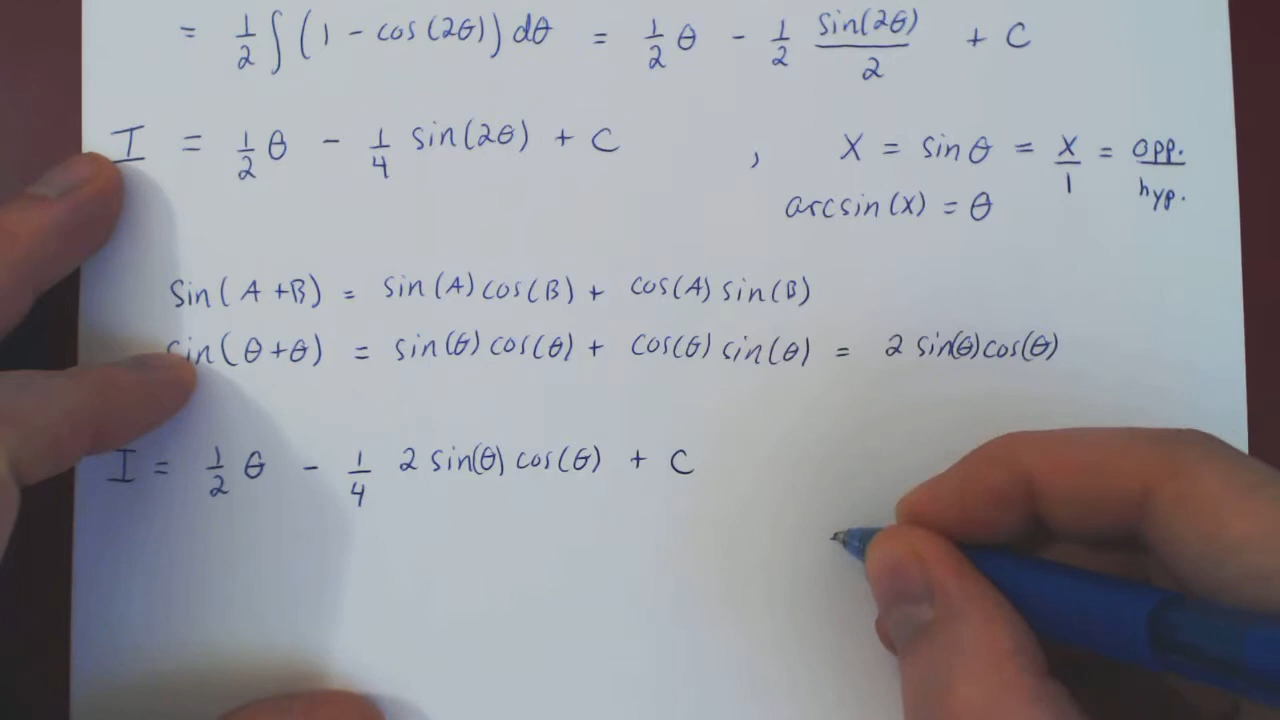 = 1/2 ∫ (1 - cos(2θ)) dθ = 1/2 θ - 1/2 sin(2θ)/2 + C
I = 1/2 θ - 1/4 sin(2θ) + C , x = sinθ = x/1 = opp./hyp.
arcsin(x) = θ
sin(A+B) = sin(A)cos(B) + cos(A)sin(B)
sin(θ+θ) = sin(θ)cos(θ) + cos(θ)sin(θ) = 2 sin(θ)cos(θ)
I = 1/2 θ - 1/4 2 sin(θ)cos(θ) + C